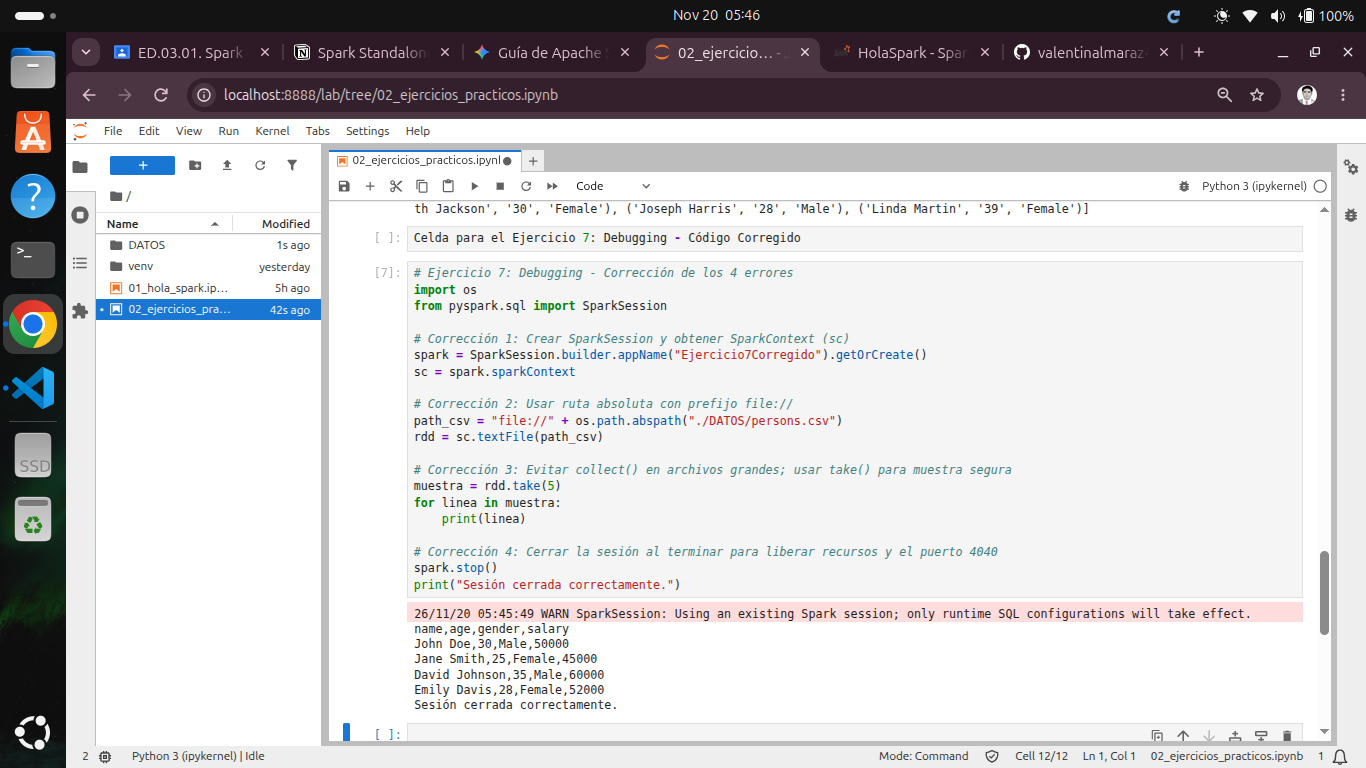 Nov 20 05:46
100%
ED.03.01. Spark
Spark Standalon
Guía de Apache S
02_ejercicio… -
HolaSpark - Spar
valentinalmaraz
localhost:8888/lab/tree/02_ejercicios_practicos.ipynb
File Edit View Run Kernel Tabs Settings Help
/
Name Modified
DATOS 1s ago
venv yesterday
01_hola_spark.ip… 5h ago
02_ejercicios_pra… 42s ago
SSD
02_ejercicios_practicos.ipynl
Code
Python 3 (ipykernel)
th Jackson', '30', 'Female'), ('Joseph Harris', '28', 'Male'), ('Linda Martin', '39', 'Female')]
[ ]: Celda para el Ejercicio 7: Debugging - Código Corregido
[7]: # Ejercicio 7: Debugging - Corrección de los 4 errores
import os
from pyspark.sql import SparkSession
# Corrección 1: Crear SparkSession y obtener SparkContext (sc)
spark = SparkSession.builder.appName("Ejercicio7Corregido").getOrCreate()
sc = spark.sparkContext
# Corrección 2: Usar ruta absoluta con prefijo file://
path_csv = "file://" + os.path.abspath("./DATOS/persons.csv")
rdd = sc.textFile(path_csv)
# Corrección 3: Evitar collect() en archivos grandes; usar take() para muestra segura
muestra = rdd.take(5)
for linea in muestra:
print(linea)
# Corrección 4: Cerrar la sesión al terminar para liberar recursos y el puerto 4040
spark.stop()
print("Sesión cerrada correctamente.")
26/11/20 05:45:49 WARN SparkSession: Using an existing Spark session; only runtime SQL configurations will take effect.
name,age,gender,salary
John Doe,30,Male,50000
Jane Smith,25,Female,45000
David Johnson,35,Male,60000
Emily Davis,28,Female,52000
Sesión cerrada correctamente.
[ ]:
2 Python 3 (ipykernel) | Idle Mode: Command Cell 12/12 Ln 1, Col 1 02_ejercicios_practicos.ipynb 1